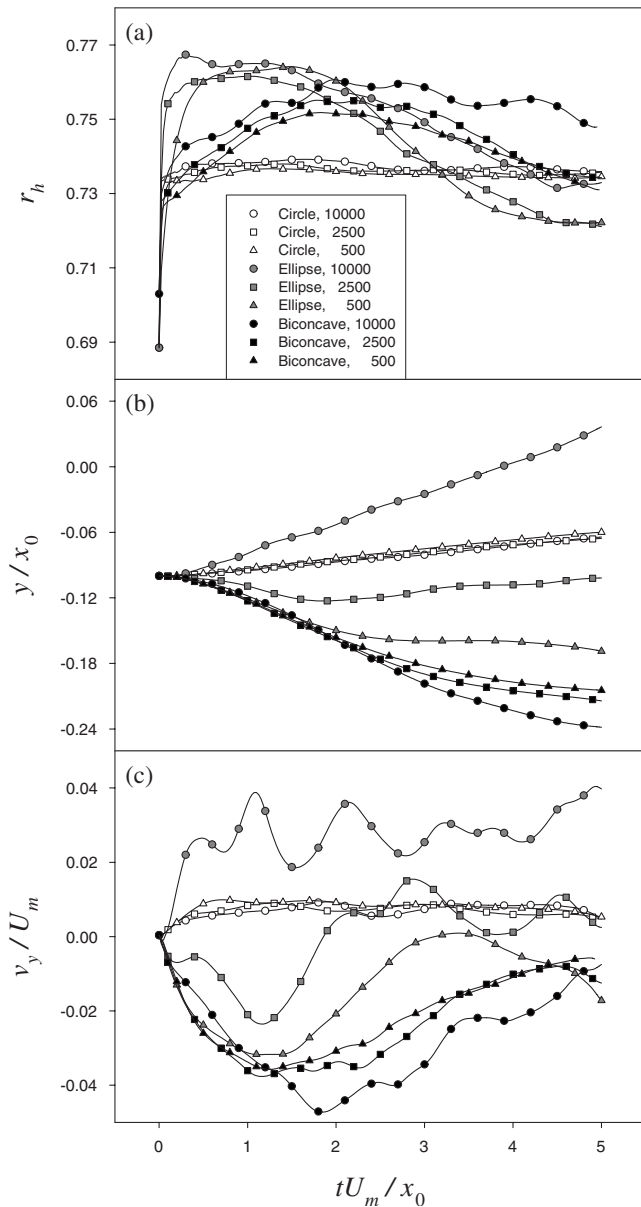 (a)
0.77
0.75
0.73
0.71
0.69
r_h
Circle, 10000
Circle, 2500
Circle, 500
Ellipse, 10000
Ellipse, 2500
Ellipse, 500
Biconcave, 10000
Biconcave, 2500
Biconcave, 500
(b)
0.06
0.00
-0.06
-0.12
-0.18
-0.24
y/x_0
(c)
0.04
0.02
0.00
-0.02
-0.04
v_y/U_m
0 1 2 3 4 5
tU_m/x_0